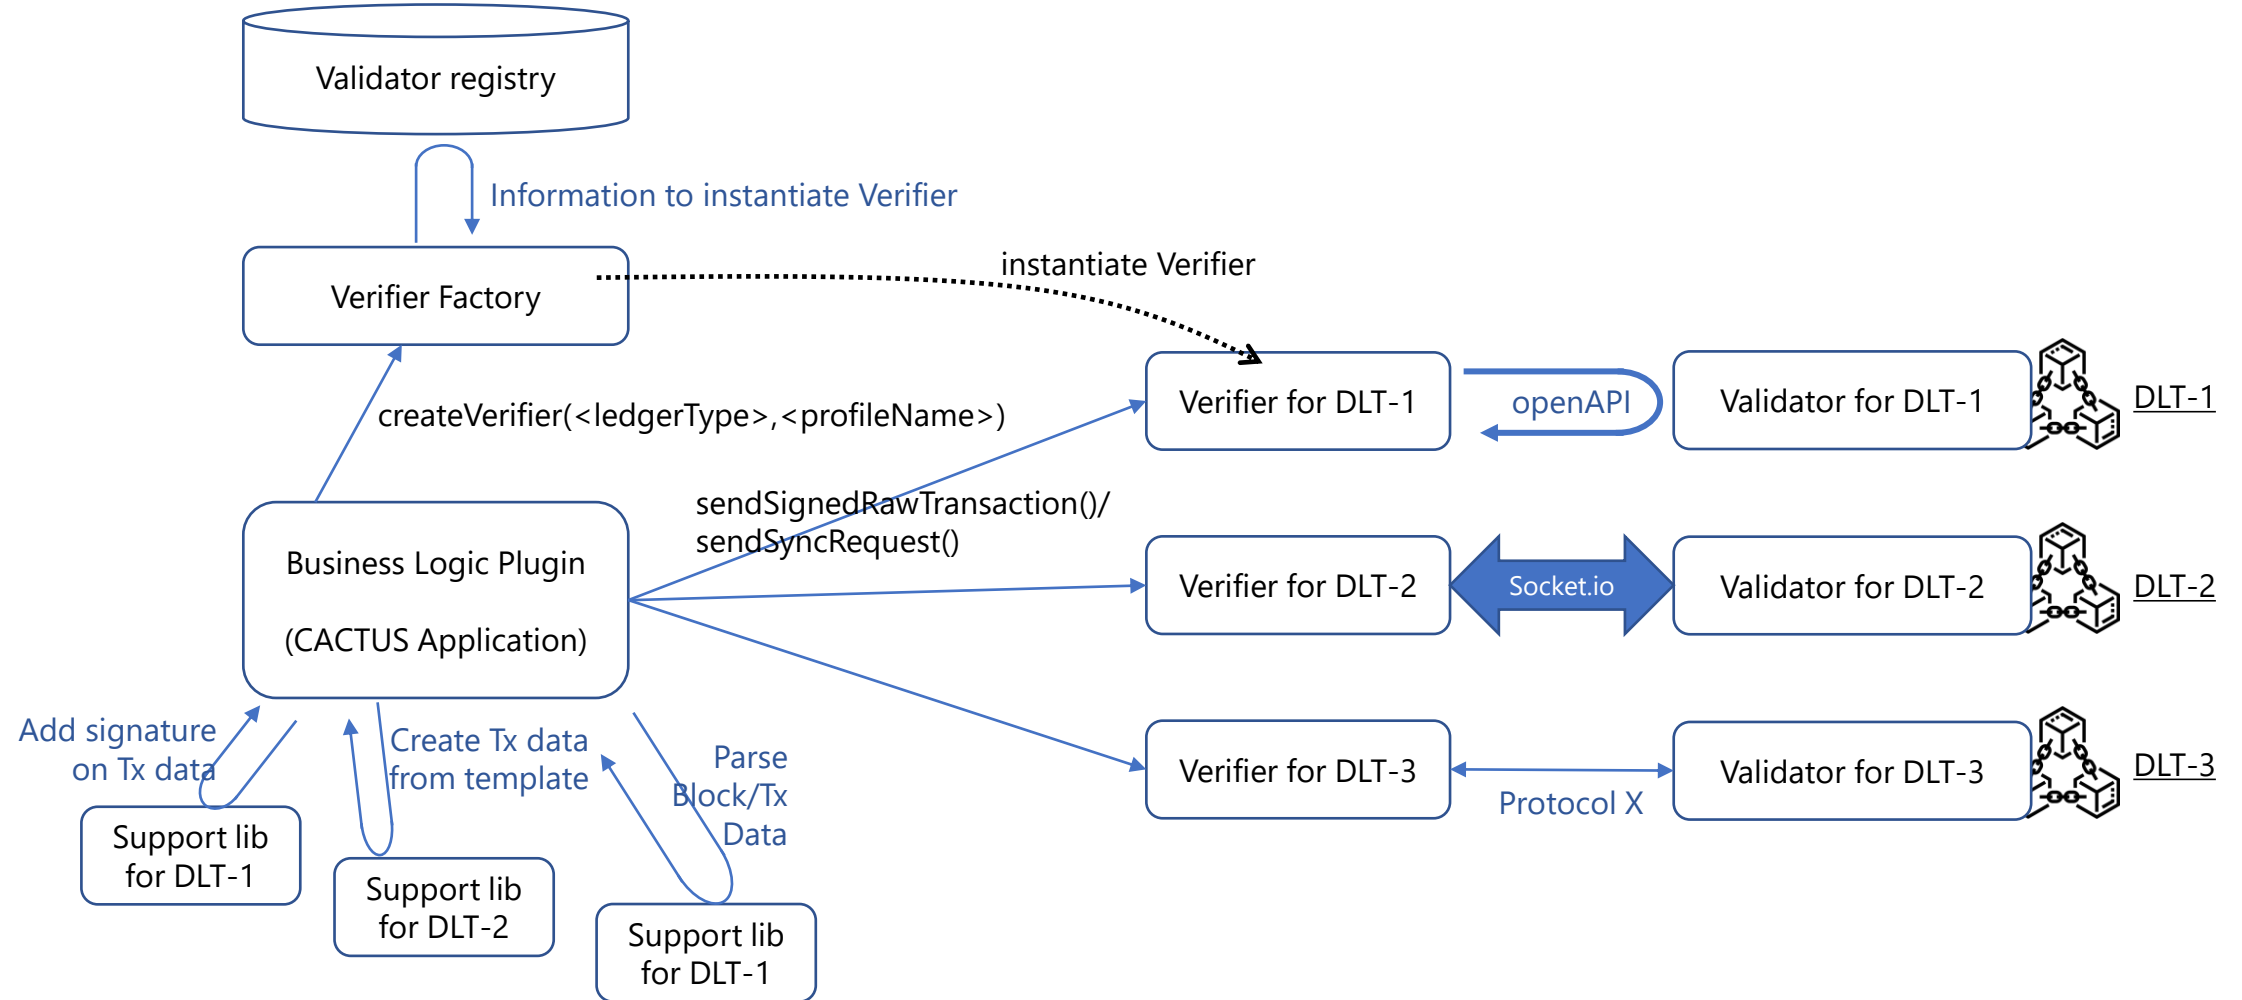 Validator registry
Information to instantiate Verifier
Verifier Factory
instantiate Verifier
createVerifier(<ledgerType>,<profileName>)
Verifier for DLT-1
openAPI
Validator for DLT-1
DLT-1
Business Logic Plugin
(CACTUS Application)
sendSignedRawTransaction()/
sendSyncRequest()
Verifier for DLT-2
Socket.io
Validator for DLT-2
DLT-2
Verifier for DLT-3
Protocol X
Validator for DLT-3
DLT-3
Add signature
on Tx data
Create Tx data
from template
Parse
Block/Tx
Data
Support lib
for DLT-1
Support lib
for DLT-2
Support lib
for DLT-1